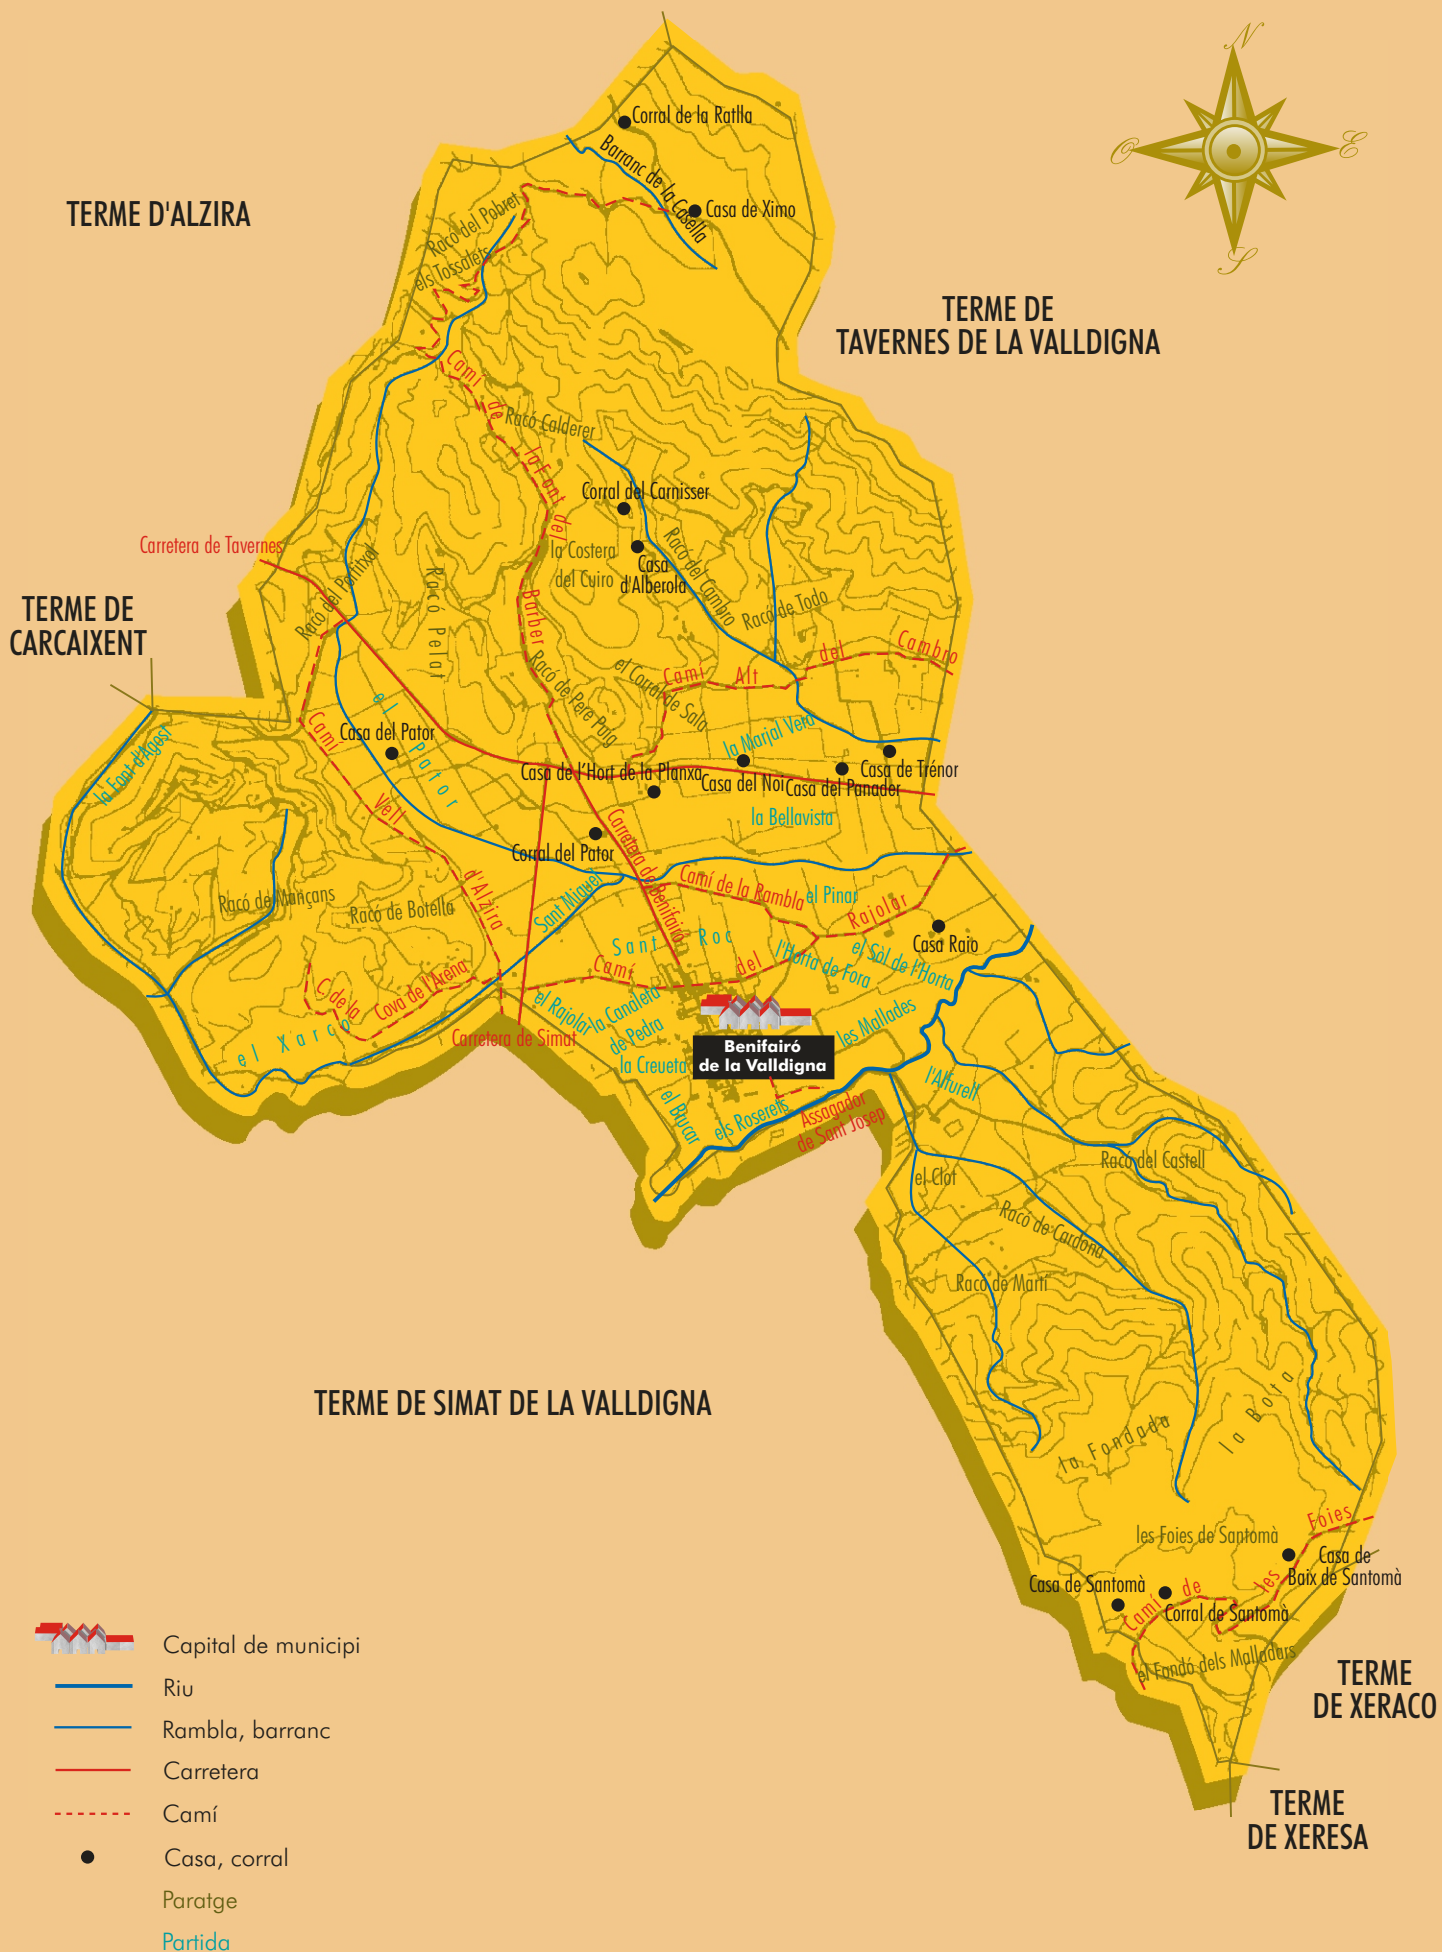 N
O
E
S
Corral de la Ratlla
Barranc de la Casella
Casa de Ximo
TERME D'ALZIRA
Racó del Pobret
els Tossalets
TERME DE
TAVERNES DE LA VALLDIGNA
Camí de la Font del Barber
Racó Calderer
Corral del Carnisser
Carretera de Tavernes
la Costera
del Cuiro
Casa
d'Alberola
Racó del Cambro
Racó de Todo
Racó del Portitxol
Racó Pelat
TERME DE
CARCAIXENT
Camí Alt del Cambro
el Corral de Sala
Racó de Pere Puig
la Marjal Vera
la Font d'Agost
Casa del Pator
el Pator
Casa de l'Hort de la Planxa
Casa del Noi
Casa del Panader
Casa de Trénor
la Bellavista
Camí Vell d'Alzira
Corral del Pator
Carretera de Benifairó
Camí de la Rambla
el Pinar
Racó de Mançans
Racó de Botella
Sant Miquel
Sant Roc
Camí del Rajolar
l'Horta de Fora
el Sòl de l'Horta
Casa Raio
C. de la Cova de l'Arena
el Xarco
Carretera de Simat
el Rajolar
la Canaleta
de Pedra
la Creueta
les Mallades
Benifairó
de la Valldigna
el Brucar
els Roserets
Assagador
de Sant Josep
l'Alfurell
Racó del Castell
el Clot
Racó de Cardona
Racó de Martí
TERME DE SIMAT DE LA VALLDIGNA
la Fondada
la Bota
les Foies de Santomà
Camí de les Foies
Casa de
Baix de Santomà
Casa de Santomà
Corral de Santomà
el Fondó dels Malladars
TERME
DE XERACO
TERME
DE XERESA
Capital de municipi
Riu
Rambla, barranc
Carretera
Camí
Casa, corral
Paratge
Partida